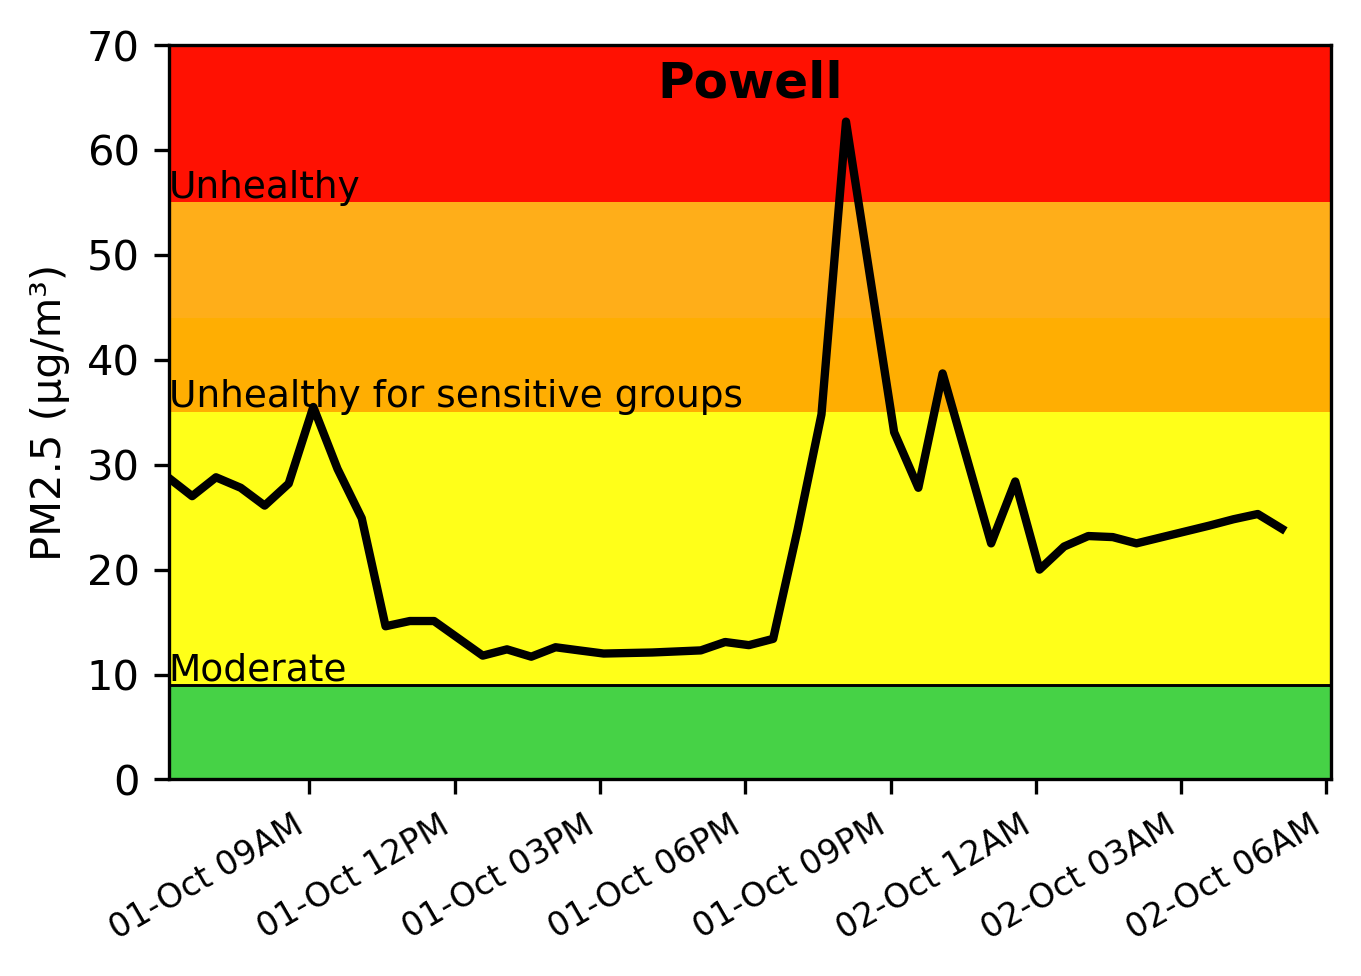 Powell
PM2.5 (µg/m³)
70
60
50
40
30
20
10
0
Unhealthy
Unhealthy for sensitive groups
Moderate
01-Oct 09AM
01-Oct 12PM
01-Oct 03PM
01-Oct 06PM
01-Oct 09PM
02-Oct 12AM
02-Oct 03AM
02-Oct 06AM